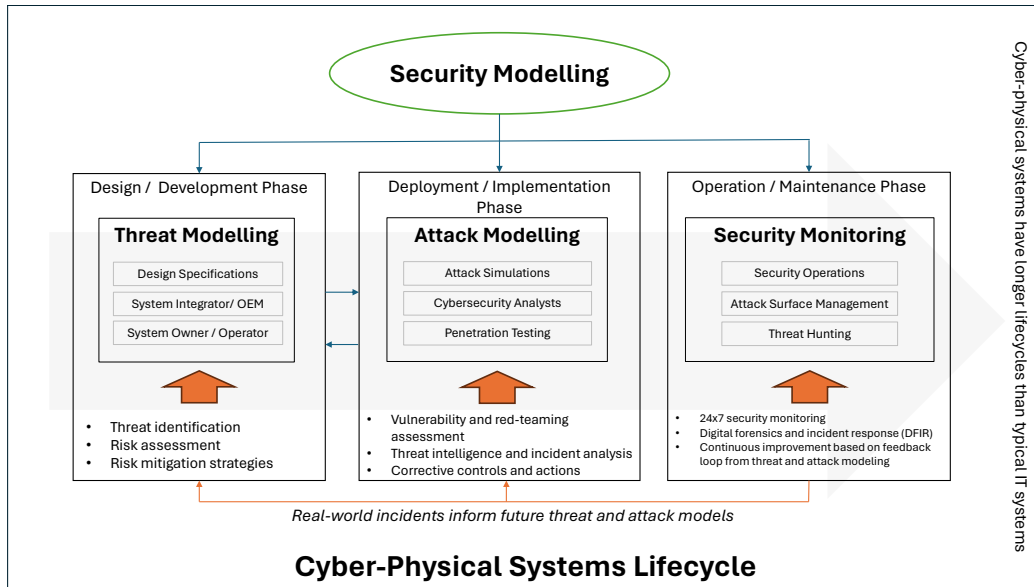 Security Modelling
Design / Development Phase
Threat Modelling
Design Specifications
System Integrator/ OEM
System Owner / Operator
• Threat identification
• Risk assessment
• Risk mitigation strategies
Deployment / Implementation
Phase
Attack Modelling
Attack Simulations
Cybersecurity Analysts
Penetration Testing
• Vulnerability and red-teaming
assessment
• Threat intelligence and incident analysis
• Corrective controls and actions
Operation / Maintenance Phase
Security Monitoring
Security Operations
Attack Surface Management
Threat Hunting
• 24x7 security monitoring
• Digital forensics and incident response (DFIR)
• Continuous improvement based on feedback
loop from threat and attack modeling
Real-world incidents inform future threat and attack models
Cyber-Physical Systems Lifecycle
Cyber-physical systems have longer lifecycles than typical IT systems